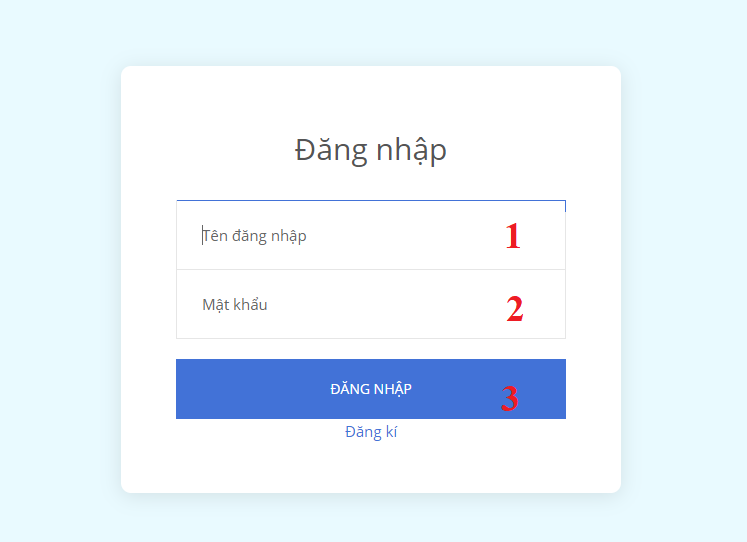 Đăng nhập
Tên đăng nhập 1
Mật khẩu 2
ĐĂNG NHẬP 3
Đăng kí